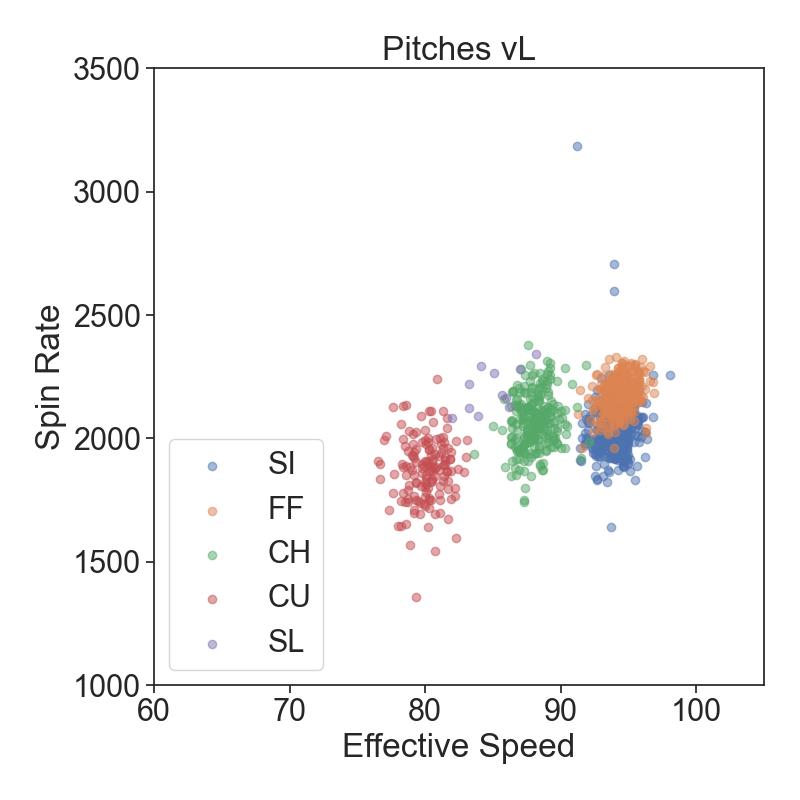 Pitches vL
3500
3000
2500
2000
1500
1000
Spin Rate
SI
FF
CH
CU
SL
60 70 80 90 100
Effective Speed